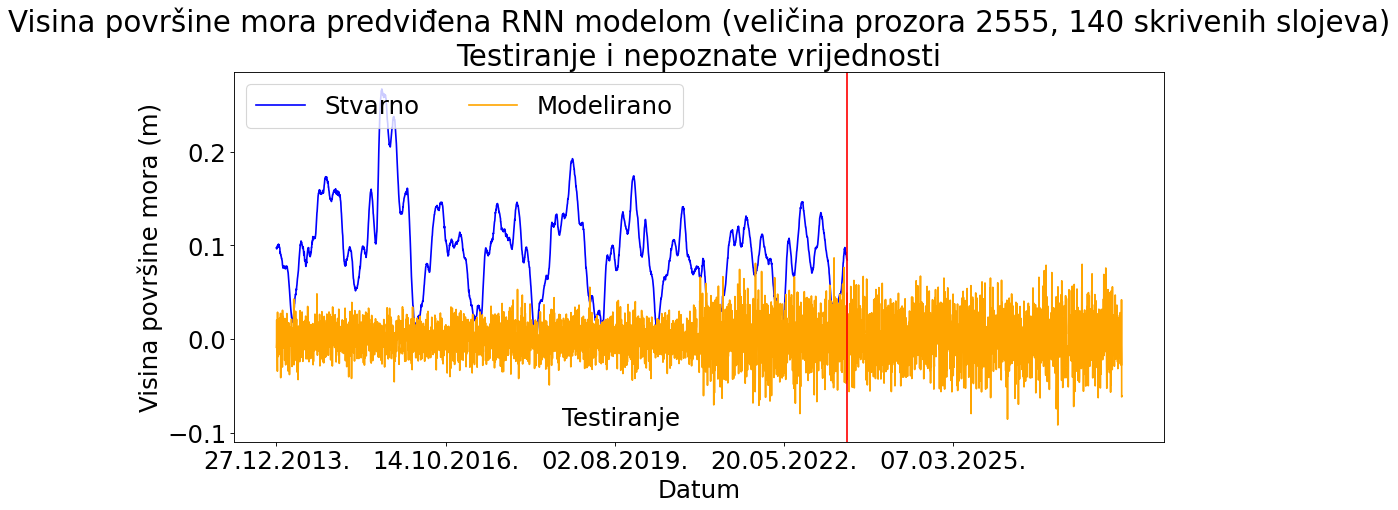 Visina površine mora predviđena RNN modelom (veličina prozora 2555, 140 skrivenih slojeva)
Testiranje i nepoznate vrijednosti
Stvarno
Modelirano
Visina površine mora (m)
0.2
0.1
0.0
−0.1
Testiranje
27.12.2013.
14.10.2016.
02.08.2019.
20.05.2022.
07.03.2025.
Datum